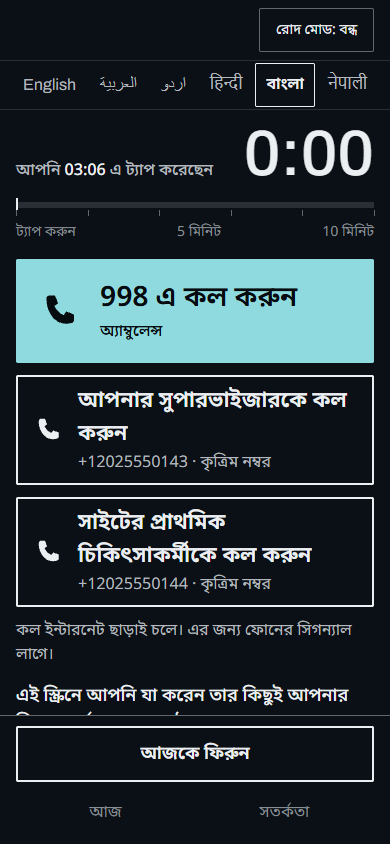 রোদ মোড: বন্ধ
English العربية اردو हिन्दी বাংলা नेपाली
আপনি 03:06 এ ট্যাপ করেছেন 0:00
ট্যাপ করুন 5 মিনিট 10 মিনিট
998 এ কল করুন
অ্যাম্বুলেন্স
আপনার সুপারভাইজারকে কল
করুন
+12025550143 · কৃত্রিম নম্বর
সাইটের প্রাথমিক
চিকিৎসাকর্মীকে কল করুন
+12025550144 · কৃত্রিম নম্বর
কল ইন্টারনেট ছাড়াই চলে। এর জন্য ফোনের সিগন্যাল
লাগে।
এই স্ক্রিনে আপনি যা করেন তার কিছুই আপনার
আজকে ফিরুন
আজ সতর্কতা